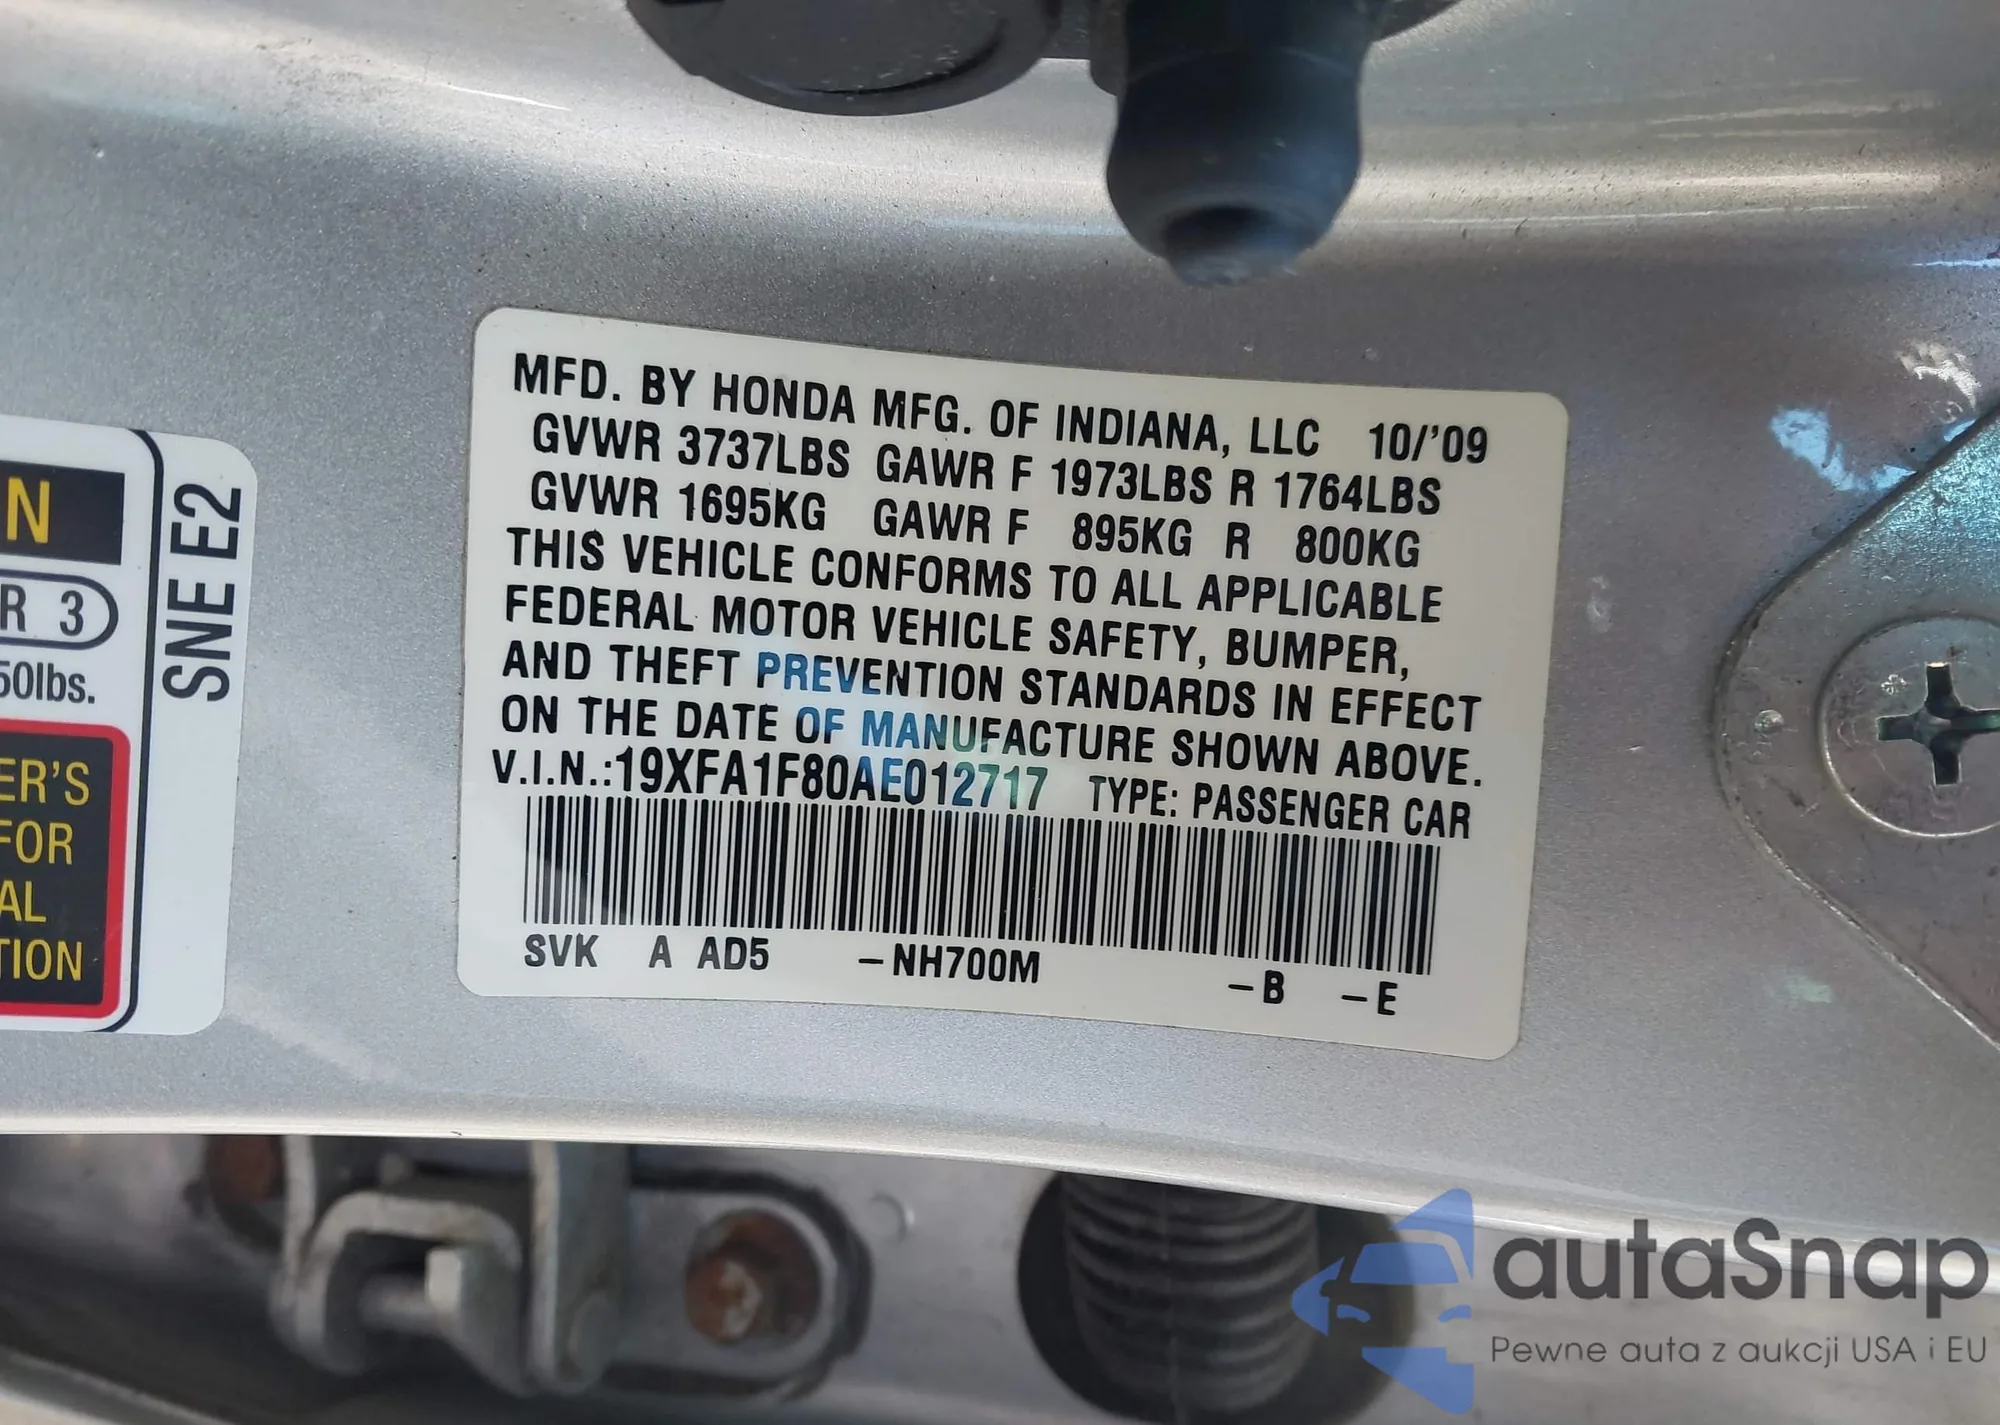 MFD. BY HONDA MFG. OF INDIANA, LLC 10/'09
GVWR 3737LBS GAWR F 1973LBS R 1764LBS
GVWR 1695KG GAWR F 895KG R 800KG
THIS VEHICLE CONFORMS TO ALL APPLICABLE
FEDERAL MOTOR VEHICLE SAFETY, BUMPER,
AND THEFT PREVENTION STANDARDS IN EFFECT
ON THE DATE OF MANUFACTURE SHOWN ABOVE.
V.I.N.:19XFA1F80AE012717 TYPE: PASSENGER CAR
SVK A AD5 -NH700M -B -E
N
R 3
50lbs.
ER'S
FOR
AL
TION
SNE E2
autaSnap
Pewne auta z aukcji USA i EU